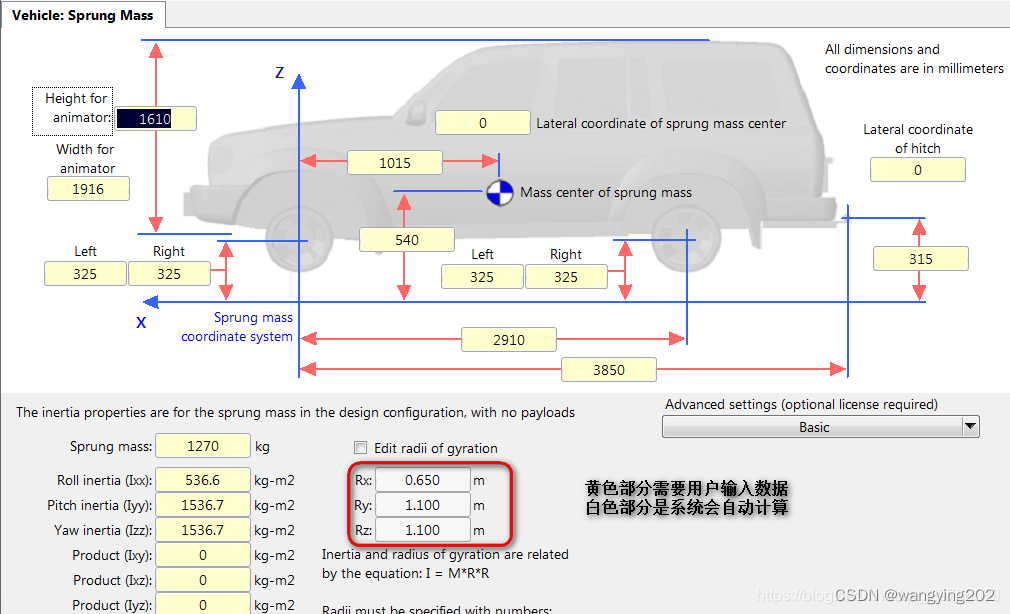 Vehicle: Sprung Mass
All dimensions and
coordinates are in millimeters
Z
Height for
animator:
1610
0
Lateral coordinate of sprung mass center
Lateral coordinate
of hitch
0
Width for
animator
1916
1015
Mass center of sprung mass
540
Left
Right
325
325
Left
Right
325
325
315
X
Sprung mass
coordinate system
2910
3850
The inertia properties are for the sprung mass in the design configuration, with no payloads
Advanced settings (optional license required)
Basic
Sprung mass: 1270 kg
Edit radii of gyration
Roll inertia (Ixx): 536.6 kg-m2
Rx: 0.650 m
Pitch inertia (Iyy): 1536.7 kg-m2
Ry: 1.100 m
Yaw inertia (Izz): 1536.7 kg-m2
Rz: 1.100 m
黄色部分需要用户输入数据
白色部分是系统会自动计算
Product (Ixy): 0 kg-m2
Product (Ixz): 0 kg-m2
Product (Iyz): 0 kg-m2
Inertia and radius of gyration are related
by the equation: I = M*R*R
Radii must be specified with numbers:
https://blog
CSDN @wangying202